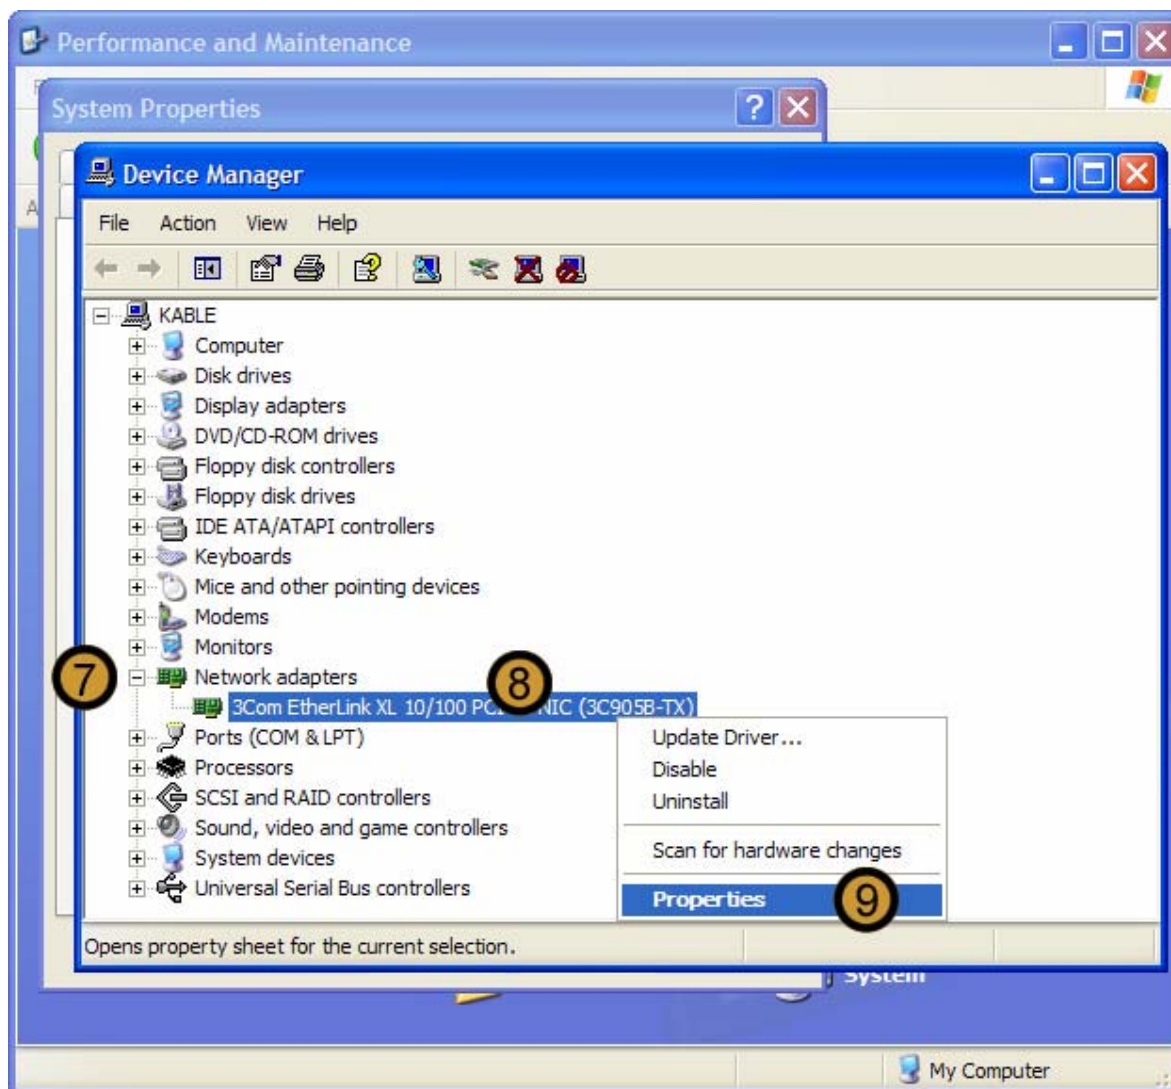 Performance and Maintenance
System Properties
Device Manager
File Action View Help
KABLE
Computer
Disk drives
Display adapters
DVD/CD-ROM drives
Floppy disk controllers
Floppy disk drives
IDE ATA/ATAPI controllers
Keyboards
Mice and other pointing devices
Modems
Monitors
7
Network adapters
8
3Com EtherLink XL 10/100 PCI NIC (3C905B-TX)
Ports (COM & LPT)
Processors
SCSI and RAID controllers
Sound, video and game controllers
System devices
Universal Serial Bus controllers
Update Driver...
Disable
Uninstall
Scan for hardware changes
Properties
9
Opens property sheet for the current selection.
System
My Computer